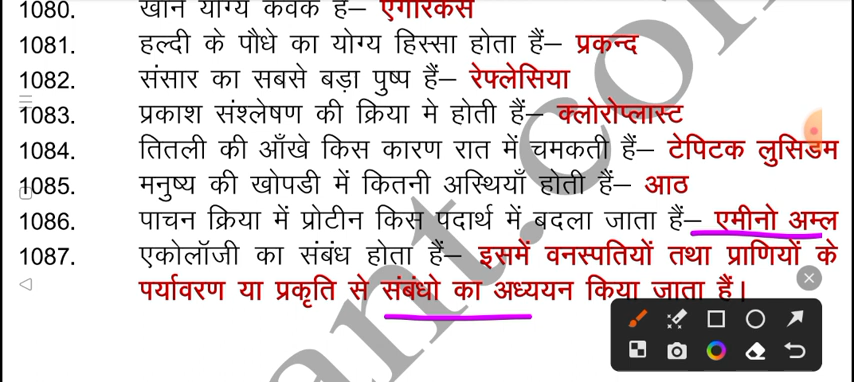 1080. खाने योग्य कवक है– एगारिकस
1081. हल्दी के पौधे का योग्य हिस्सा होता हैं– प्रकन्द
1082. संसार का सबसे बड़ा पुष्प हैं– रेफ्लेसिया
1083. प्रकाश संश्लेषण की क्रिया मे होती हैं– क्लोरोप्लास्ट
1084. तितली की आँखे किस कारण रात में चमकती हैं– टेपिटक लुसिडम
1085. मनुष्य की खोपडी में कितनी अस्थियाँ होती हैं– आठ
1086. पाचन क्रिया में प्रोटीन किस पदार्थ में बदला जाता हैं– एमीनो अम्ल
1087. एकोलॉजी का संबंध होता हैं– इसमें वनस्पतियों तथा प्राणियों के
पर्यावरण या प्रकृति से संबंधो का अध्ययन किया जाता हैं।